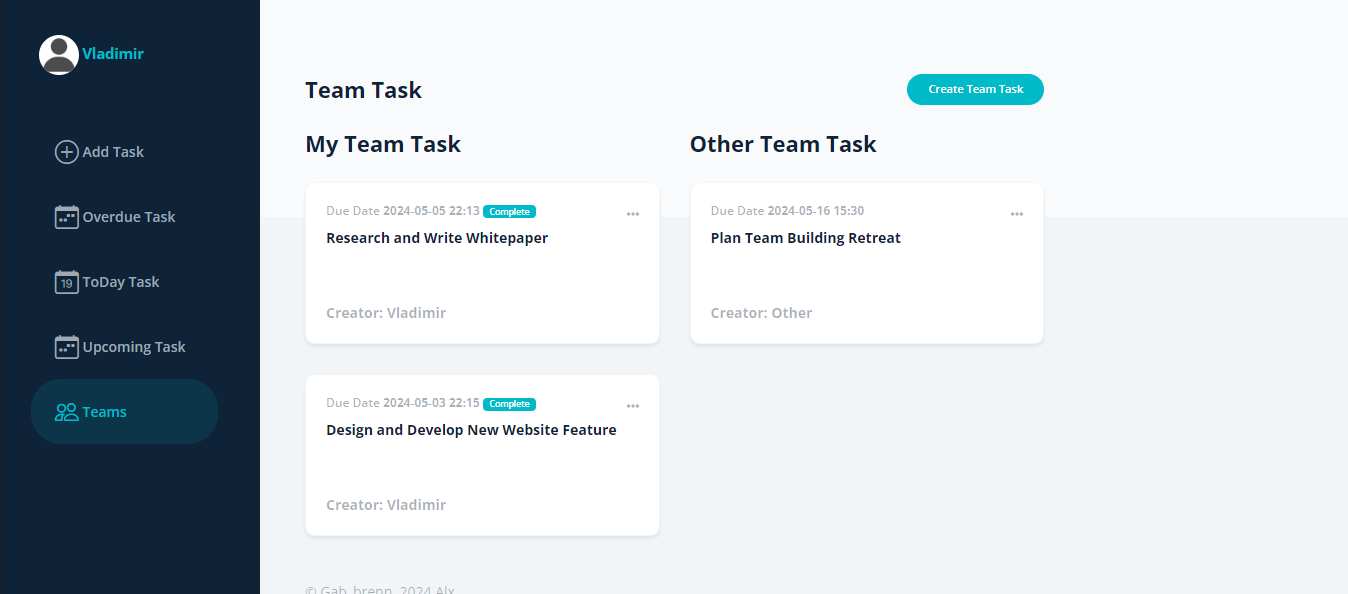 Vladimir
Add Task
Overdue Task
19
ToDay Task
Upcoming Task
Teams
Team Task
Create Team Task
My Team Task
Due Date 2024-05-05 22:13 Complete
Research and Write Whitepaper
Creator: Vladimir
Due Date 2024-05-03 22:15 Complete
Design and Develop New Website Feature
Creator: Vladimir
Other Team Task
Due Date 2024-05-16 15:30
Plan Team Building Retreat
Creator: Other
© Gab_brenn, 2024 Alx